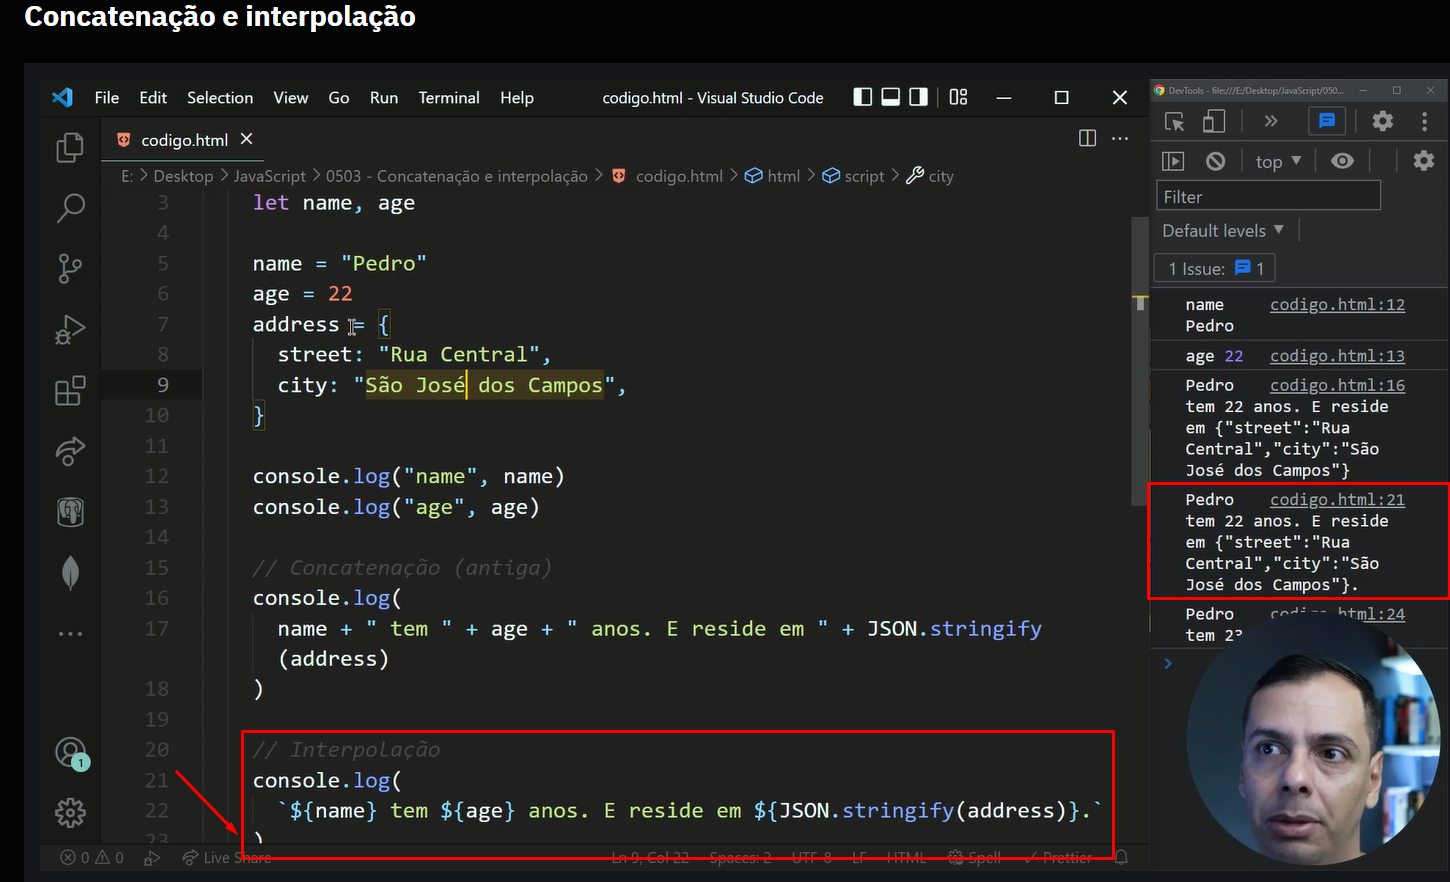 Concatenação e interpolação
File Edit Selection View Go Run Terminal Help
codigo.html - Visual Studio Code
codigo.html
E: > Desktop > JavaScript > 0503 - Concatenação e interpolação > codigo.html > html > script > city
3 let name, age
4
5 name = "Pedro"
6 age = 22
7 address = {
8 street: "Rua Central",
9 city: "São José dos Campos",
10 }
11
12 console.log("name", name)
13 console.log("age", age)
14
15 // Concatenação (antiga)
16 console.log(
17 name + " tem " + age + " anos. E reside em " + JSON.stringify
(address)
18 )
19
20 // Interpolação
21 console.log(
22 `${name} tem ${age} anos. E reside em ${JSON.stringify(address)}.`
23 )
1
0 0 Live Share Ln 9, Col 22 Spaces: 2 UTF-8 LF HTML Spell Prettier
DevTools - file:///E:/Desktop/JavaScript/050...
top
Filter
Default levels
1 Issue: 1
name codigo.html:12
Pedro
age 22 codigo.html:13
Pedro codigo.html:16
tem 22 anos. E reside
em {"street":"Rua
Central","city":"São
José dos Campos"}
Pedro codigo.html:21
tem 22 anos. E reside
em {"street":"Rua
Central","city":"São
José dos Campos"}.
Pedro codigo.html:24
tem 23